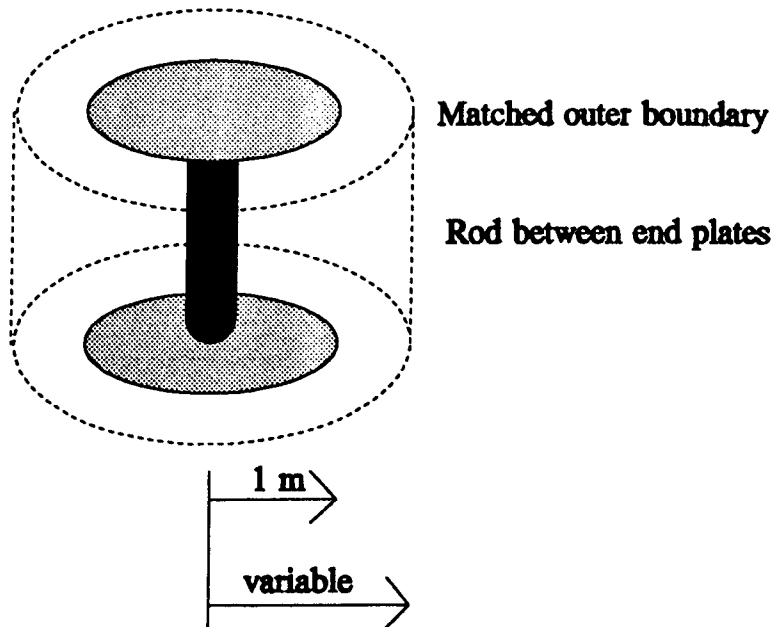 Matched outer boundary
Rod between end plates
1 m
variable